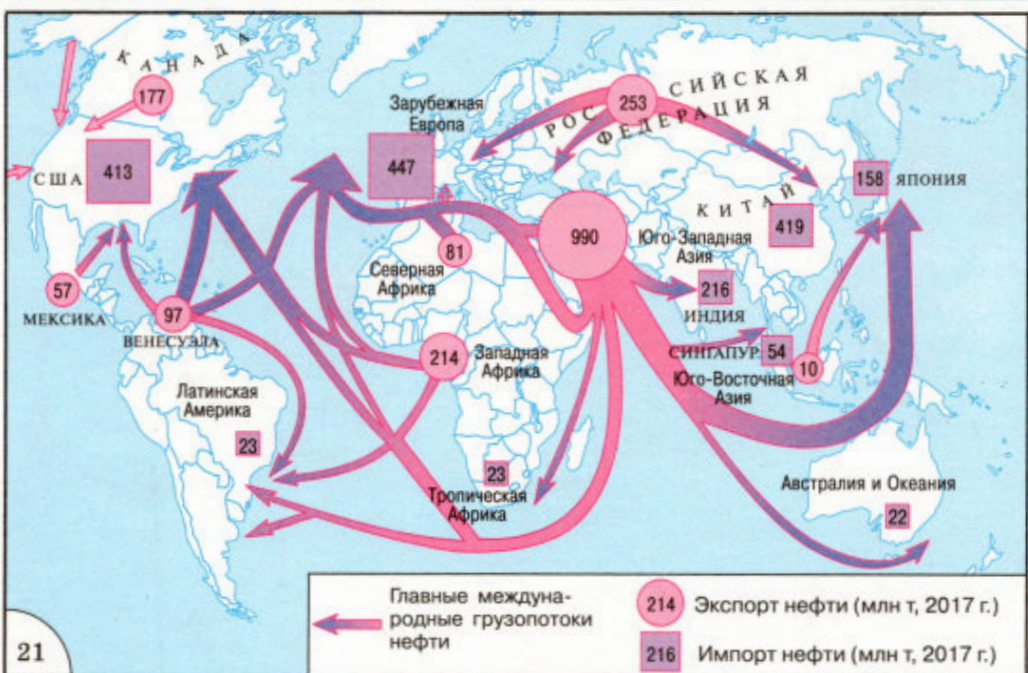 КАНАДА
177
США
413
57
МЕКСИКА
97
ВЕНЕСУЭЛА
Латинская
Америка
23
Зарубежная
Европа
447
81
Северная
Африка
214
Западная
Африка
23
Тропическая
Африка
РОССИЙСКАЯ
ФЕДЕРАЦИЯ
253
990
Юго-Западная
Азия
КИТАЙ
419
158
ЯПОНИЯ
216
ИНДИЯ
СИНГАПУР
54
10
Юго-Восточная
Азия
Австралия и Океания
22
21
Главные междуна-
родные грузопотоки
нефти
214 Экспорт нефти (млн т, 2017 г.)
216 Импорт нефти (млн т, 2017 г.)